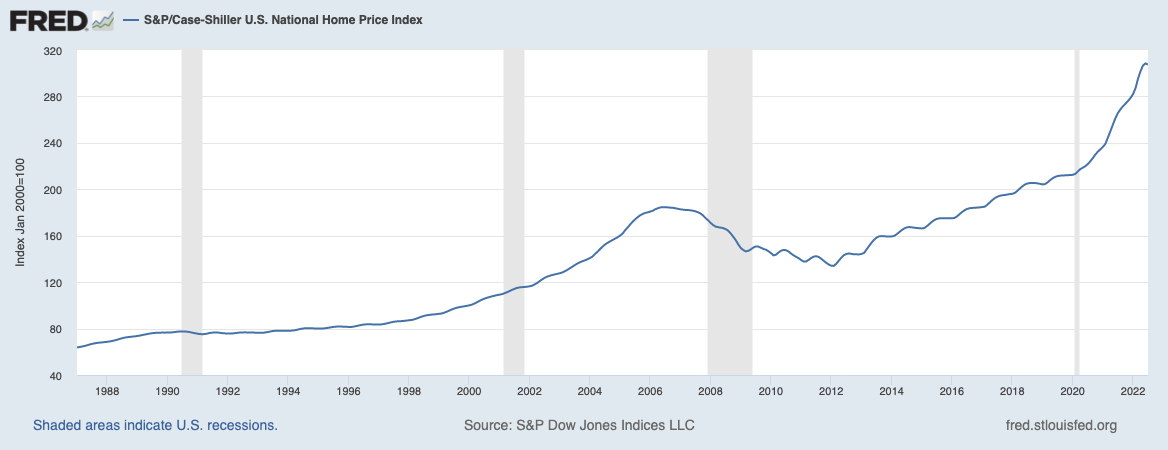 FRED
S&P/Case-Shiller U.S. National Home Price Index
320
280
240
200
160
120
80
40
Index Jan 2000=100
1988 1990 1992 1994 1996 1998 2000 2002 2004 2006 2008 2010 2012 2014 2016 2018 2020 2022
Shaded areas indicate U.S. recessions. Source: S&P Dow Jones Indices LLC fred.stlouisfed.org